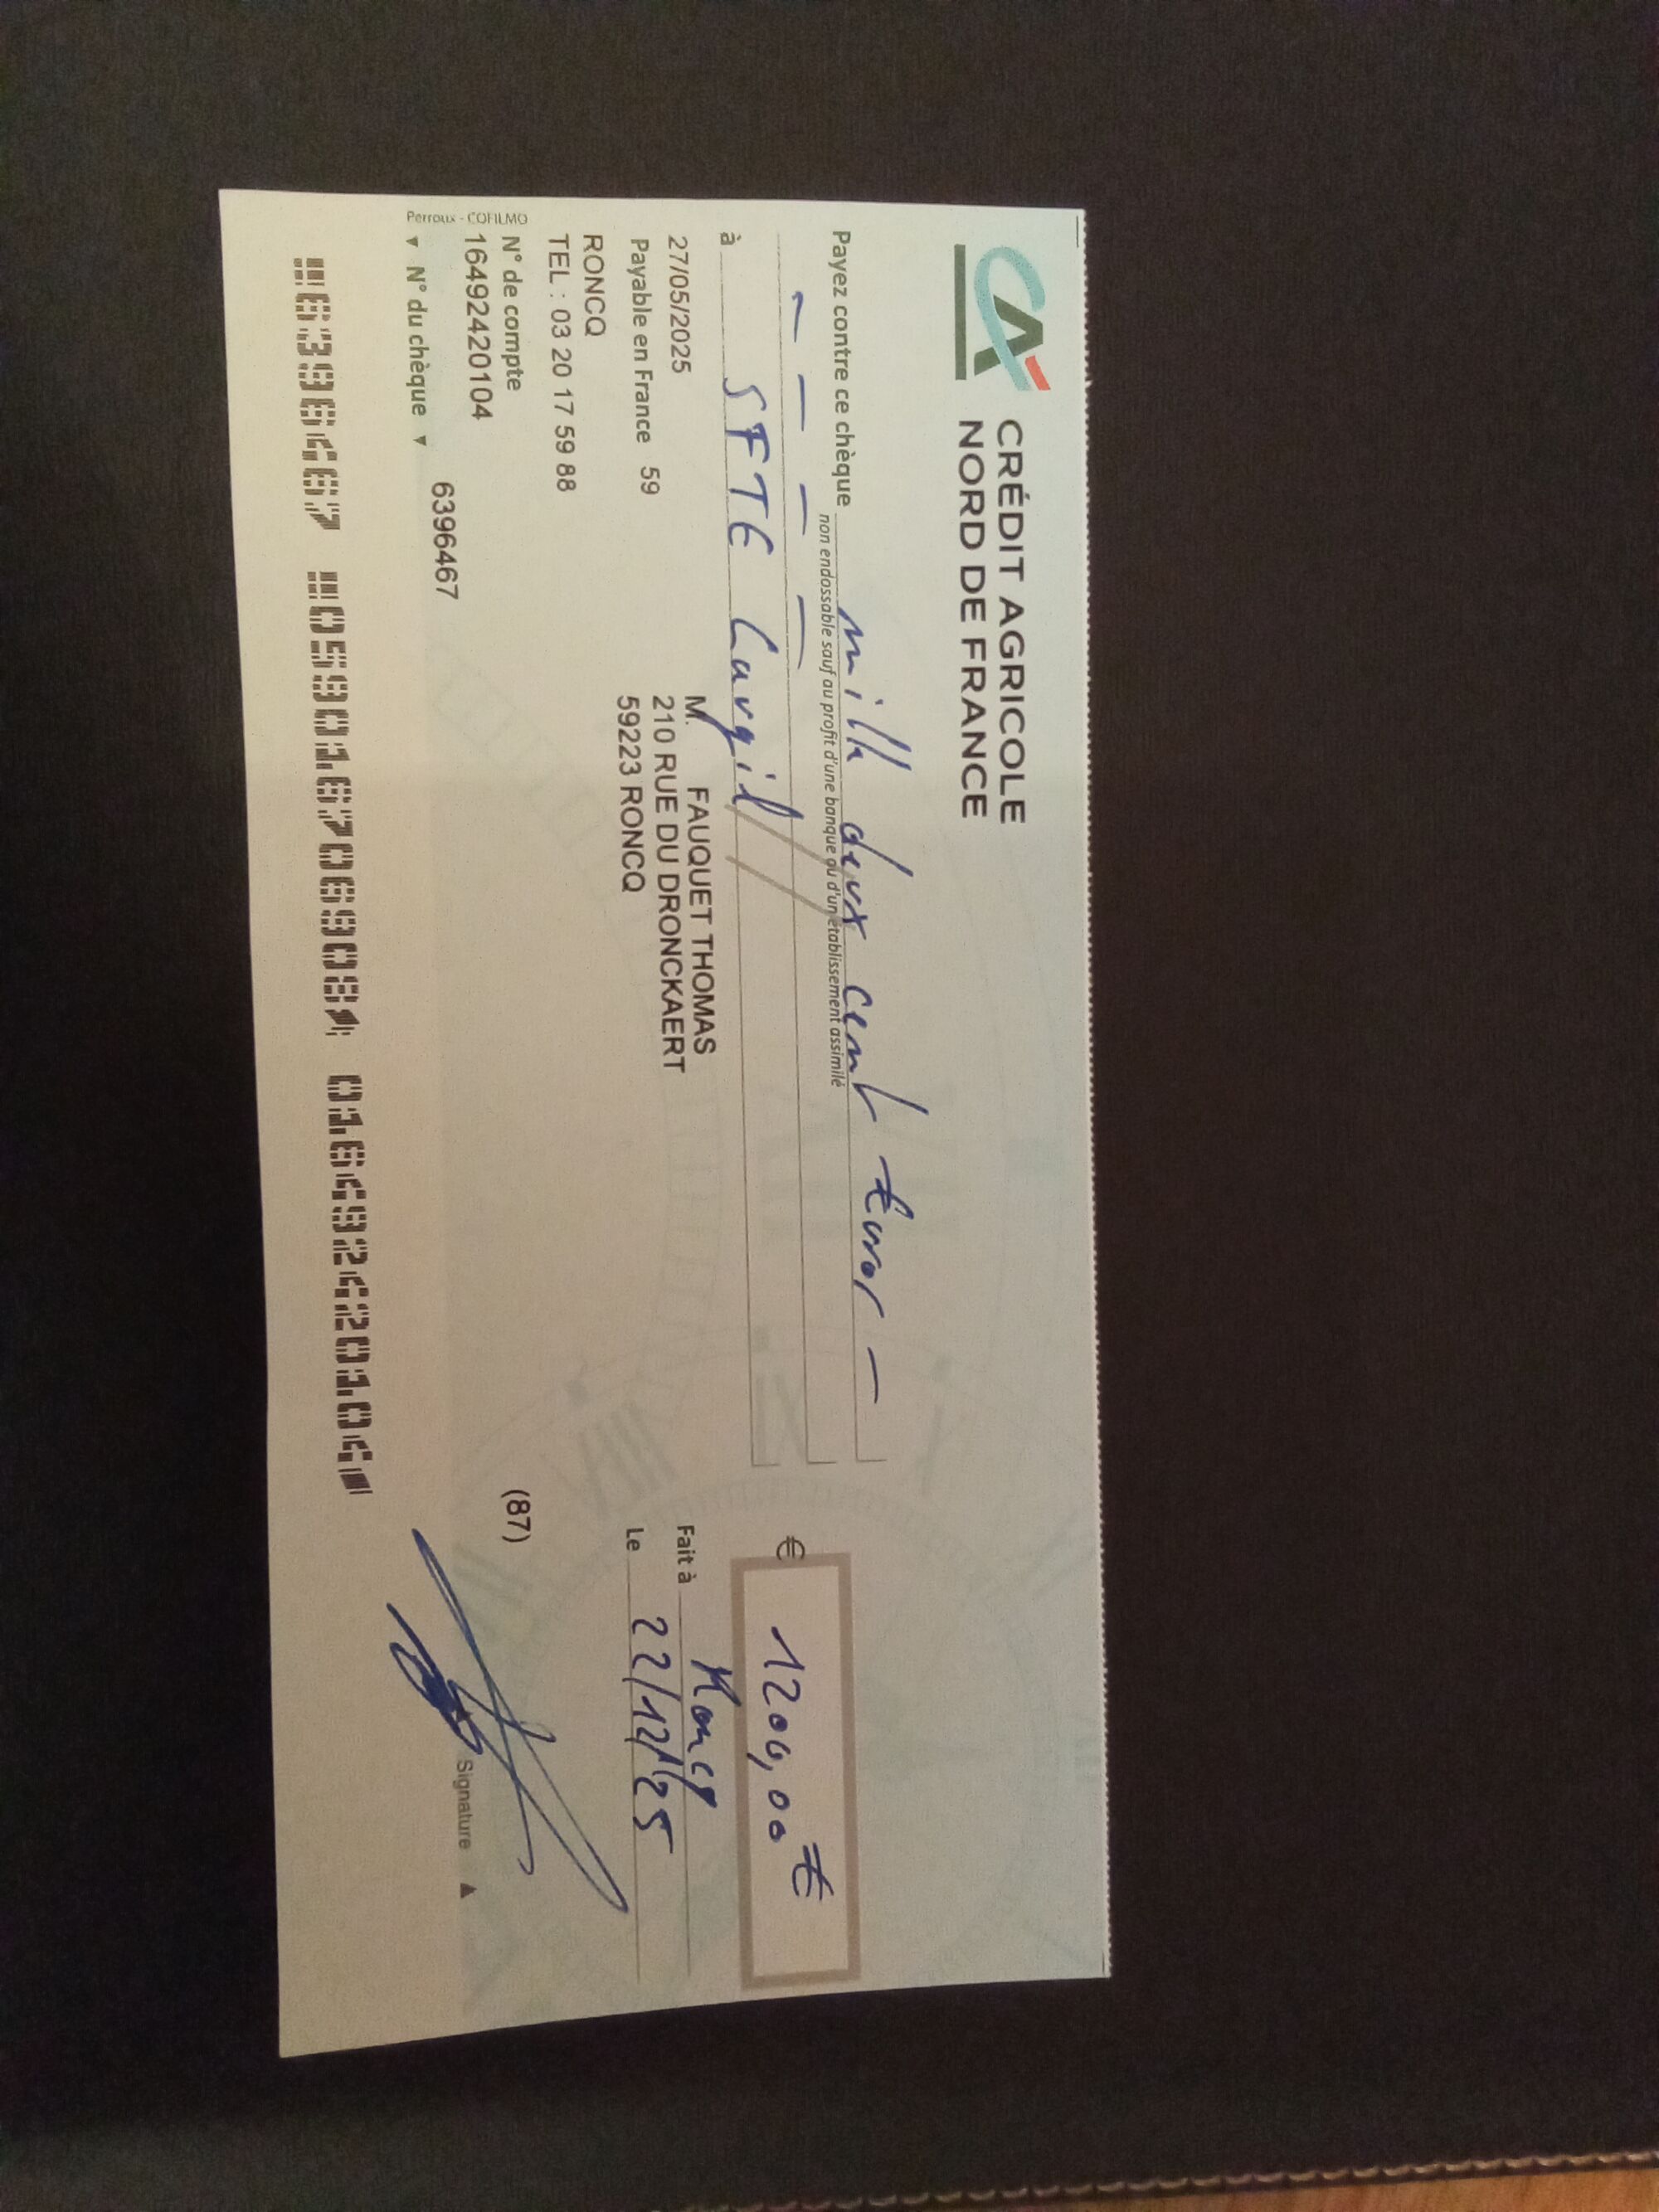 CRÉDIT AGRICOLE
NORD DE FRANCE
Payez contre ce chèque mille deux cent Euros —
non endossable sauf au profit d'une banque ou d'un établissement assimilé
€ 1200,00 €
à SFTE
27/05/2025
Payable en France 59
RONCQ
TEL : 03 20 17 59 88
N° de compte
16492420104
M. FAUQUET THOMAS
210 RUE DU DRONCKAERT
59223 RONCQ
Fait à Roncq
Le 22/12/25
(87)
Perroux - COFILMO
▼ N° du chèque ▼
6396467
Signature ▲
6396467 059016706908 016492420104